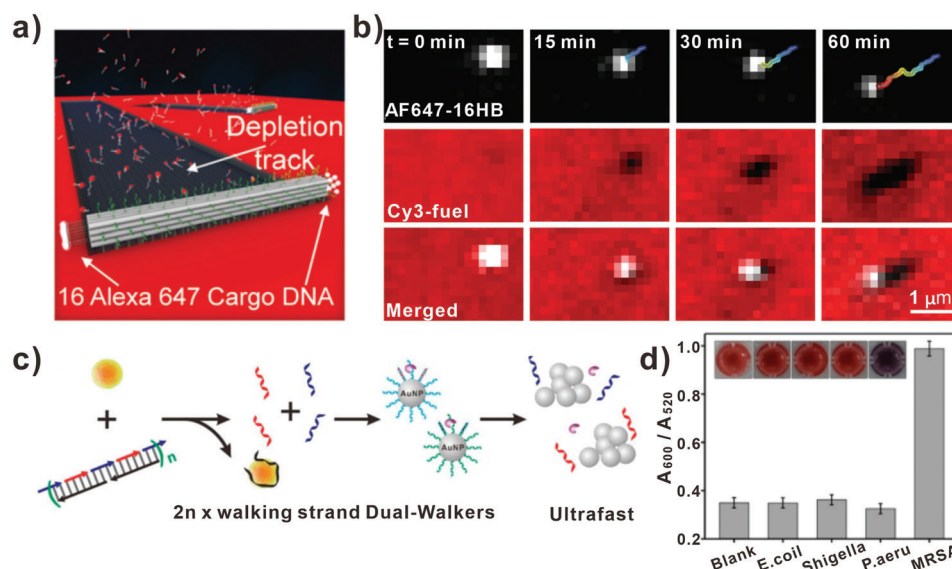 a)
Depletion
track
16 Alexa 647 Cargo DNA
b)
t = 0 min
15 min
30 min
60 min
AF647-16HB
Cy3-fuel
Merged
1 μm
c)
+
n
+
AuNP
AuNP
2n x walking strand Dual-Walkers
Ultrafast
d)
A600 / A520
1.0
0.8
0.6
0.4
0.2
Blank
E.coil
Shigella
P.aeru
MRSA